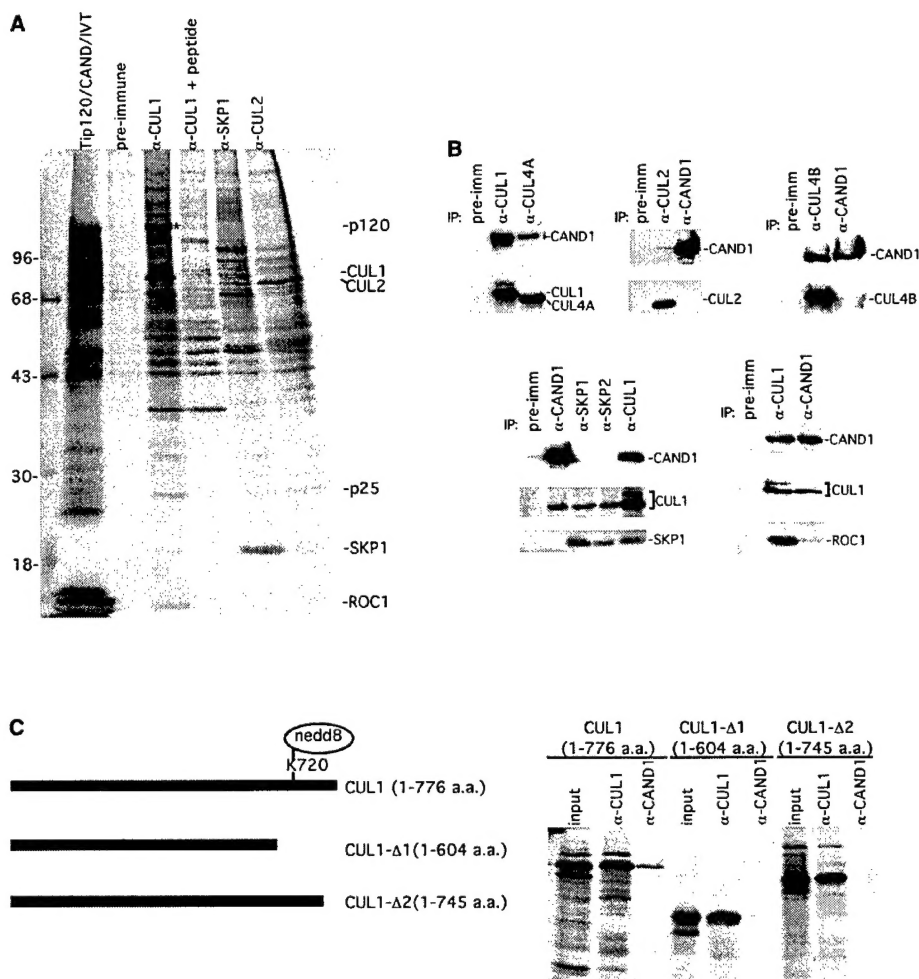 A
Tip120/CAND/IVT
pre-immune
α-CUL1
α-CUL1 + peptide
α-SKP1
α-CUL2
96-
68-
43-
30-
18-
-p120
-CUL1
CUL2
-p25
-SKP1
-ROC1
B
IP: pre-imm α-CUL1 α-CUL4A
-CAND1
-CUL1
CUL4A
IP: pre-imm α-CUL2 α-CAND1
-CAND1
-CUL2
IP: pre-imm α-CUL4B α-CAND1
-CAND1
-CUL4B
IP: pre-imm α-CAND1 α-SKP1 α-SKP2 α-CUL1
-CAND1
]CUL1
-SKP1
IP: pre-imm α-CUL1 α-CAND1
-CAND1
]CUL1
-ROC1
C
nedd8
K720
CUL1 (1-776 a.a.)
CUL1-Δ1(1-604 a.a.)
CUL1-Δ2(1-745 a.a.)
CUL1 CUL1-Δ1 CUL1-Δ2
(1-776 a.a.) (1-604 a.a.) (1-745 a.a.)
input α-CUL1 α-CAND1 input α-CUL1 α-CAND1 input α-CUL1 α-CAND1